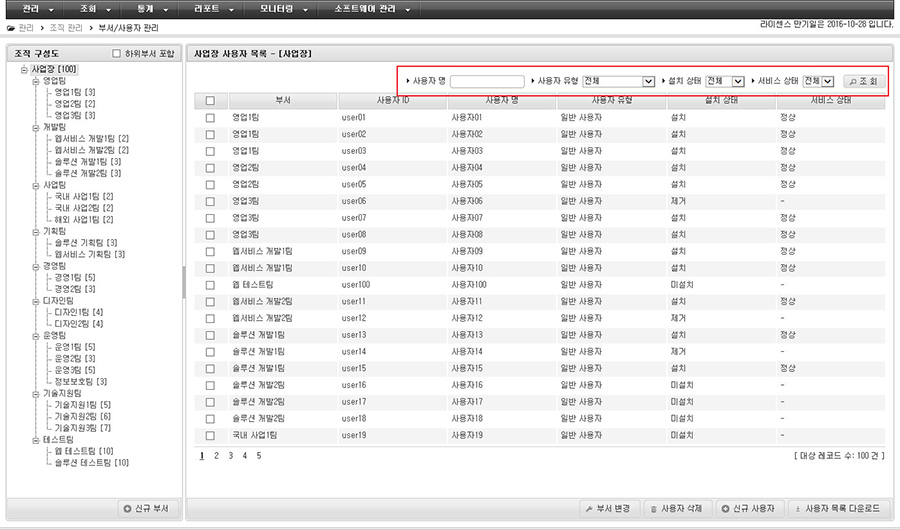 관리 조회 통계 리포트 모니터링 소프트웨어 관리
관리 > 조직 관리 > 부서/사용자 관리
라이센스 만기일은 2016-10-28 입니다.
조직 구성도 하위부서 포함
사업장 [100]
영업팀
영업1팀 [3]
영업2팀 [2]
영업3팀 [3]
개발팀
웹서비스 개발1팀 [2]
웹서비스 개발2팀 [2]
솔루션 개발1팀 [3]
솔루션 개발2팀 [3]
사업팀
국내 사업1팀 [2]
국내 사업2팀 [2]
해외 사업1팀 [2]
기획팀
솔루션 기획팀 [3]
웹서비스 기획팀 [3]
경영팀
경영1팀 [5]
경영2팀 [3]
디자인팀
디자인1팀 [4]
디자인2팀 [4]
운영팀
운영1팀 [5]
운영2팀 [3]
운영3팀 [5]
정보보호팀 [3]
기술지원팀
기술지원1팀 [5]
기술지원2팀 [6]
기술지원3팀 [7]
테스트팀
웹 테스트팀 [10]
솔루션 테스트팀 [10]
신규 부서
사업장 사용자 목록 - [사업장]
사용자 명 사용자 유형 전체 설치 상태 전체 서비스 상태 전체 조 회
부서 사용자 ID 사용자 명 사용자 유형 설치 상태 서비스 상태
영업1팀 user01 사용자01 일반 사용자 설치 정상
영업1팀 user02 사용자02 일반 사용자 설치 정상
영업1팀 user03 사용자03 일반 사용자 설치 정상
영업2팀 user04 사용자04 일반 사용자 설치 정상
영업2팀 user05 사용자05 일반 사용자 설치 정상
영업3팀 user06 사용자06 일반 사용자 제거 -
영업3팀 user07 사용자07 일반 사용자 설치 정상
영업3팀 user08 사용자08 일반 사용자 설치 정상
웹서비스 개발1팀 user09 사용자09 일반 사용자 설치 정상
웹서비스 개발1팀 user10 사용자10 일반 사용자 설치 정상
웹 테스트팀 user100 사용자100 일반 사용자 미설치 -
웹서비스 개발2팀 user11 사용자11 일반 사용자 설치 정상
웹서비스 개발2팀 user12 사용자12 일반 사용자 제거 -
솔루션 개발1팀 user13 사용자13 일반 사용자 설치 정상
솔루션 개발1팀 user14 사용자14 일반 사용자 제거 -
솔루션 개발1팀 user15 사용자15 일반 사용자 설치 정상
솔루션 개발2팀 user16 사용자16 일반 사용자 미설치 -
솔루션 개발2팀 user17 사용자17 일반 사용자 미설치 -
솔루션 개발2팀 user18 사용자18 일반 사용자 미설치 -
국내 사업1팀 user19 사용자19 일반 사용자 미설치 -
1 2 3 4 5 [ 대상 레코드 수: 100 건 ]
부서 변경 사용자 삭제 신규 사용자 사용자 목록 다운로드